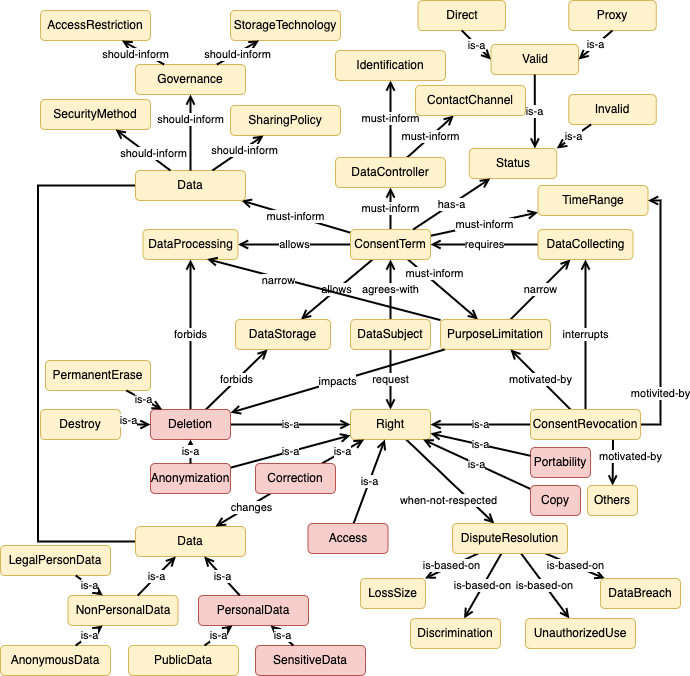 Direct
Proxy
AccessRestriction
StorageTechnology
is-a
is-a
should-inform
should-inform
Valid
Identification
Governance
ContactChannel
SecurityMethod
should-inform
SharingPolicy
must-inform
is-a
Invalid
must-inform
is-a
should-inform
should-inform
Status
DataController
Data
has-a
TimeRange
must-inform
must-inform
must-inform
DataProcessing
allows
ConsentTerm
requires
DataCollecting
must-inform
narrow
allows
agrees-with
narrow
forbids
DataStorage
DataSubject
PurposeLimitation
interrupts
PermanentErase
forbids
impacts
request
motivated-by
motivited-by
is-a
Destroy
is-a
Deletion
is-a
Right
is-a
ConsentRevocation
is-a
is-a
is-a
is-a
motivated-by
Portability
is-a
Anonymization
Correction
is-a
when-not-respected
Copy
Others
changes
Data
Access
DisputeResolution
LegalPersonData
is-based-on
is-based-on
is-a
is-a
is-a
is-based-on
is-based-on
LossSize
DataBreach
NonPersonalData
PersonalData
is-a
is-a
is-a
Discrimination
UnauthorizedUse
AnonymousData
PublicData
SensitiveData